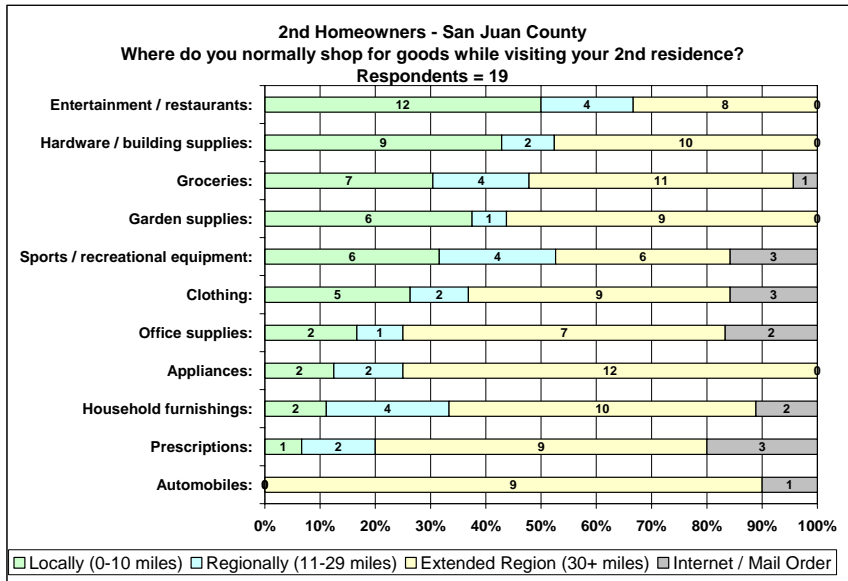 2nd Homeowners - San Juan County
Where do you normally shop for goods while visiting your 2nd residence?
Respondents = 19
Entertainment / restaurants: 12 4 8 0
Hardware / building supplies: 9 2 10 0
Groceries: 7 4 11 1
Garden supplies: 6 1 9 0
Sports / recreational equipment: 6 4 6 3
Clothing: 5 2 9 3
Office supplies: 2 1 7 2
Appliances: 2 2 12 0
Household furnishings: 2 4 10 2
Prescriptions: 1 2 9 3
Automobiles: 0 9 1
0% 10% 20% 30% 40% 50% 60% 70% 80% 90% 100%
Locally (0-10 miles) Regionally (11-29 miles) Extended Region (30+ miles) Internet / Mail Order